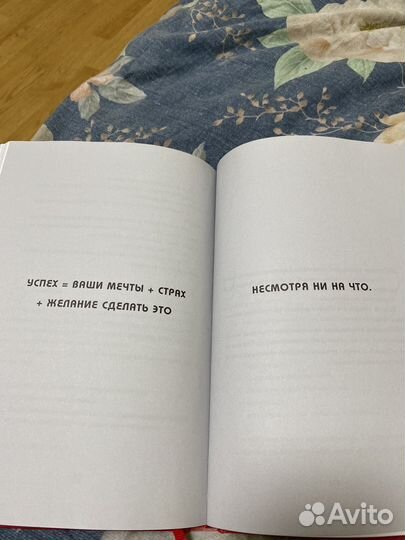 УСПЕХ = ВАШИ МЕЧТЫ + СТРАХ
+ ЖЕЛАНИЕ СДЕЛАТЬ ЭТО
НЕСМОТРЯ НИ НА ЧТО.
Avito